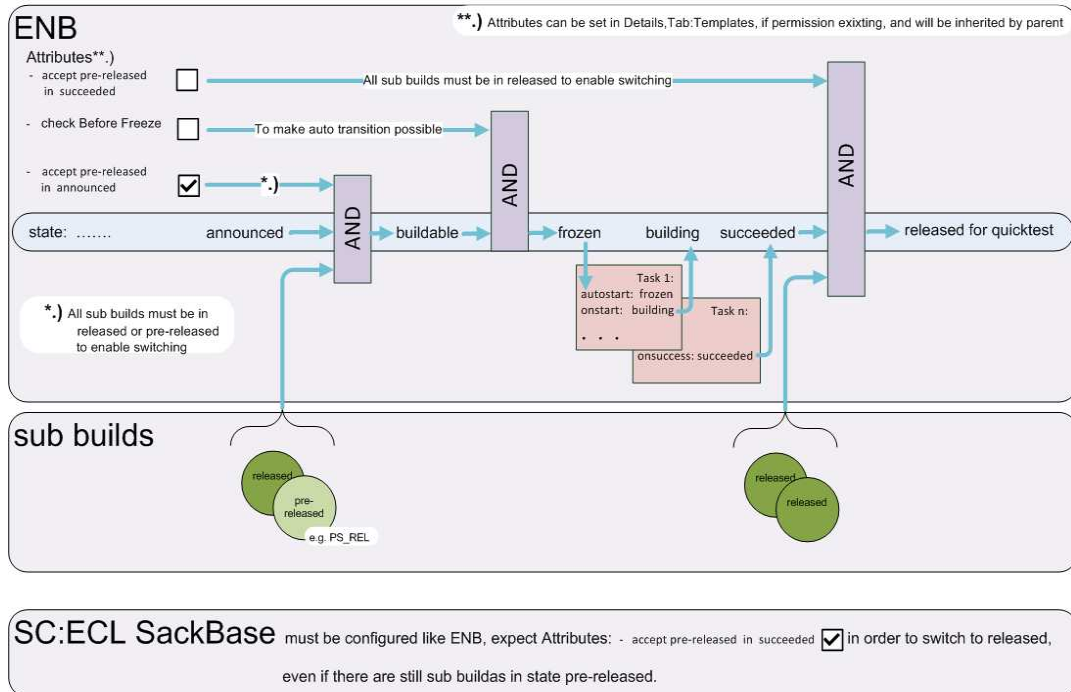 ENB
**.) Attributes can be set in Details,Tab:Templates, if permission exixting, and will be inherited by parent
Attributes**.)
- accept pre-released
in succeeded
All sub builds must be in released to enable switching
- check Before Freeze
To make auto transition possible
- accept pre-released
in announced
*.)
AND
AND
AND
state: .......
announced
buildable
frozen
building
succeeded
released for quicktest
*.) All sub builds must be in
released or pre-released
to enable switching
Task 1:
autostart: frozen
onstart: building
. . .
Task n:
onsuccess: succeeded
sub builds
released
pre-
released
e.g. PS_REL
released
released
SC:ECL SackBase must be configured like ENB, expect Attributes: - accept pre-released in succeeded in order to switch to released,
even if there are still sub buildas in state pre-released.